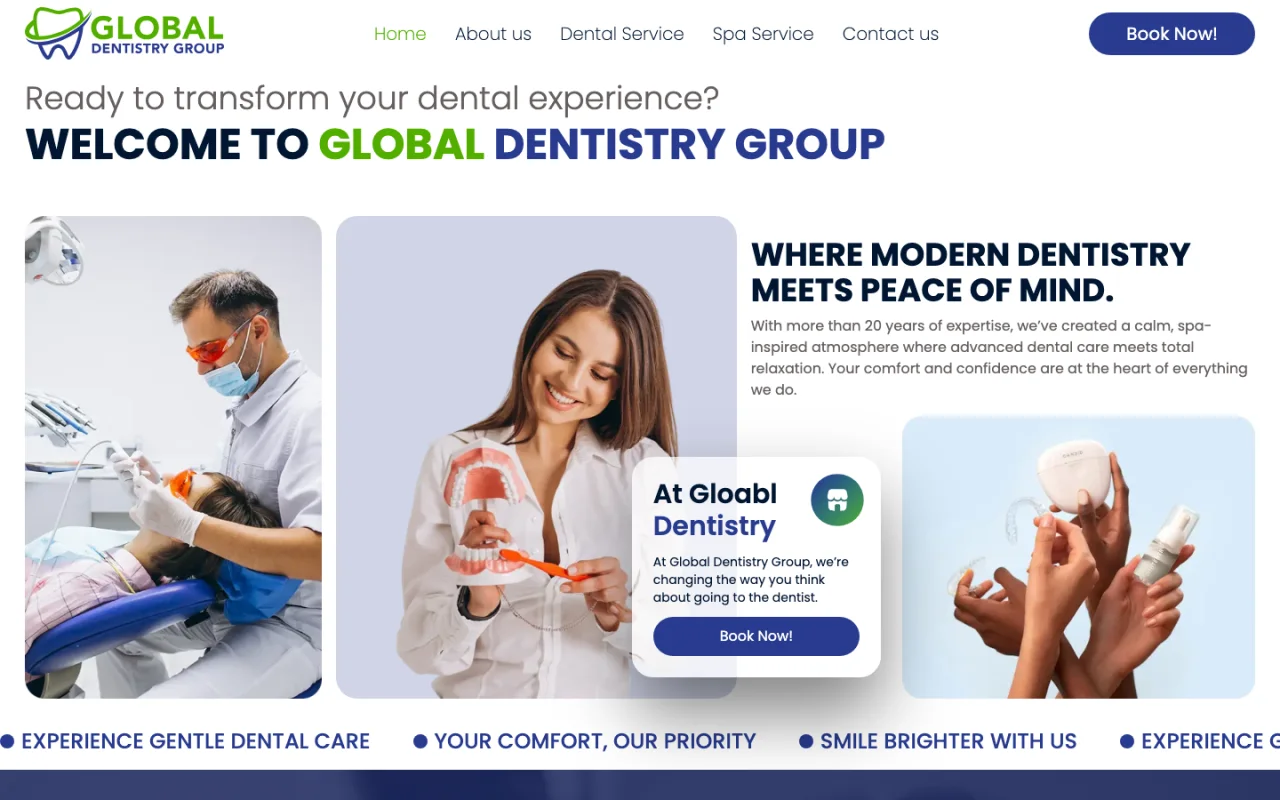 GLOBAL
DENTISTRY GROUP
Home
About us
Dental Service
Spa Service
Contact us
Book Now!
Ready to transform your dental experience?
WELCOME TO GLOBAL DENTISTRY GROUP
WHERE MODERN DENTISTRY
MEETS PEACE OF MIND.
With more than 20 years of expertise, we’ve created a calm, spa-
inspired atmosphere where advanced dental care meets total
relaxation. Your comfort and confidence are at the heart of everything
we do.
At Gloabl
Dentistry
At Global Dentistry Group, we’re
changing the way you think
about going to the dentist.
Book Now!
EXPERIENCE GENTLE DENTAL CARE
YOUR COMFORT, OUR PRIORITY
SMILE BRIGHTER WITH US
EXPERIENCE G